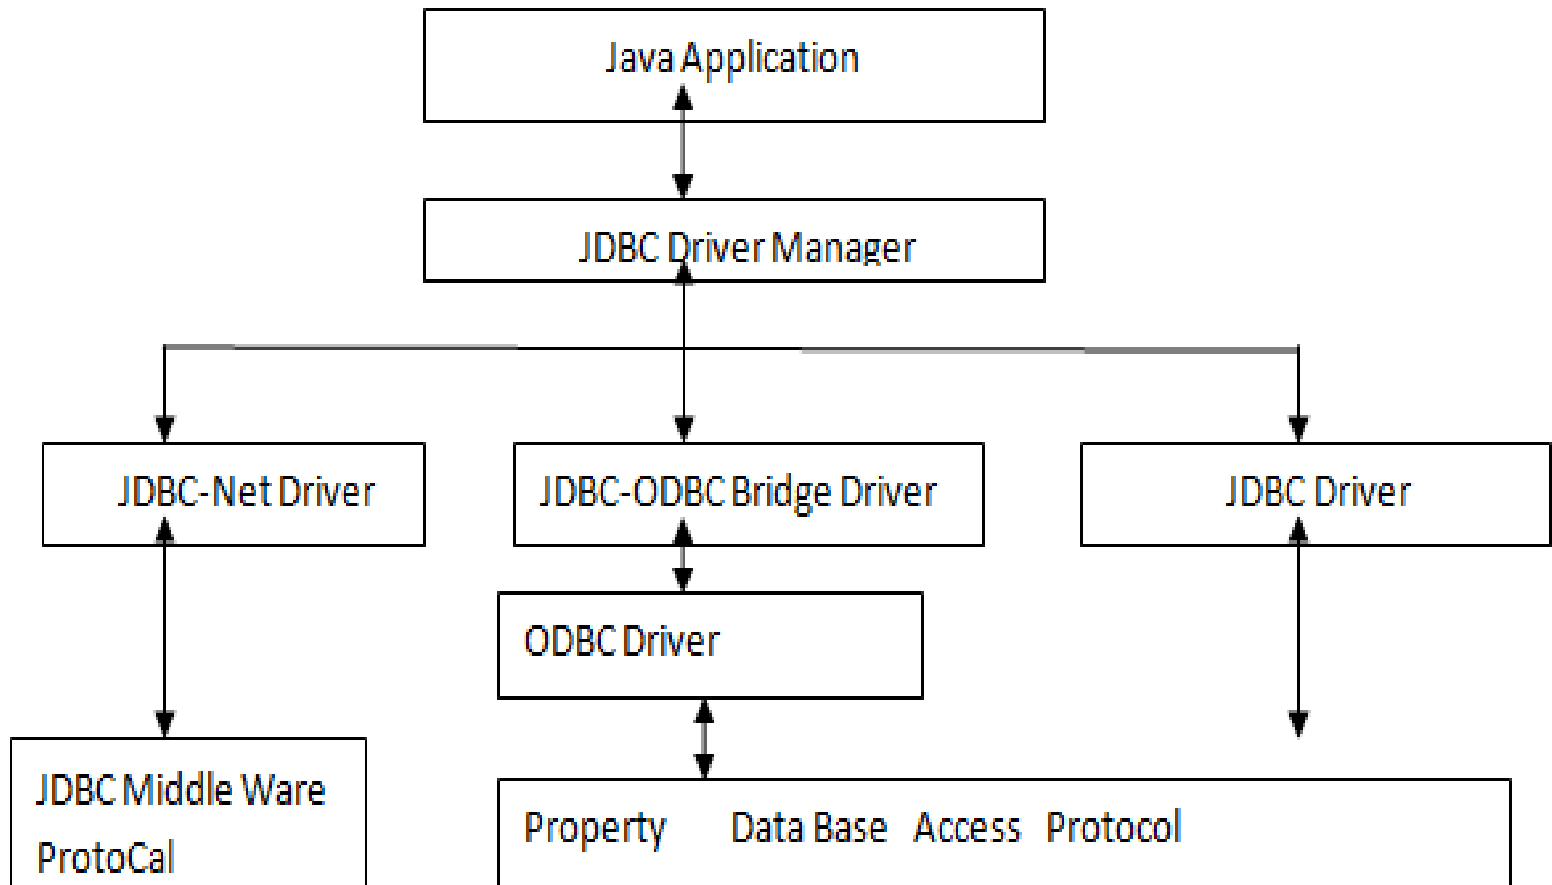 Java Application
JDBC Driver Manager
JDBC-Net Driver
JDBC-ODBC Bridge Driver
JDBC Driver
ODBC Driver
JDBC Middle Ware
ProtoCal
Property Data Base Access Protocol